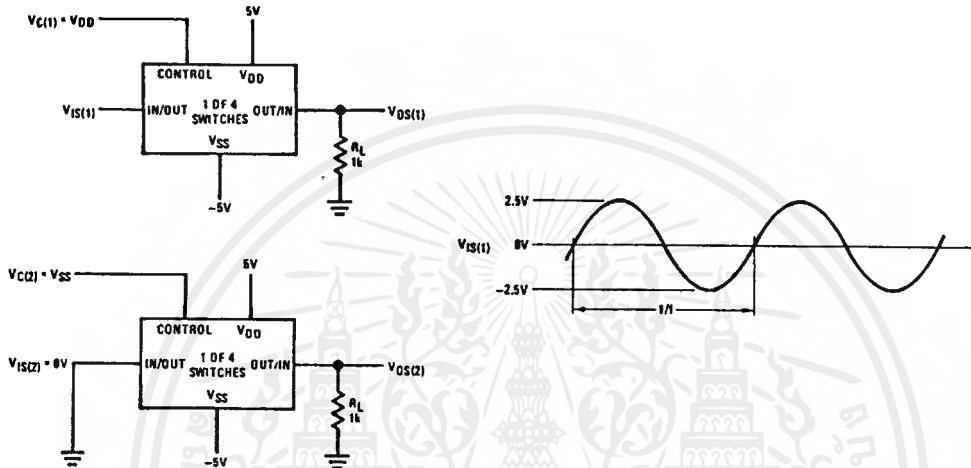 VC(1) = VDD
5V
CONTROL VDD
VIS(1)
IN/OUT 1 OF 4 SWITCHES OUT/IN
VOS(1)
VSS
RL
1k
-5V
VC(2) = VSS
5V
CONTROL VDD
VIS(2) = 0V
IN/OUT 1 OF 4 SWITCHES OUT/IN
VOS(2)
VSS
RL
1k
-5V
2.5V
VIS(1) 0V
-2.5V
1/f